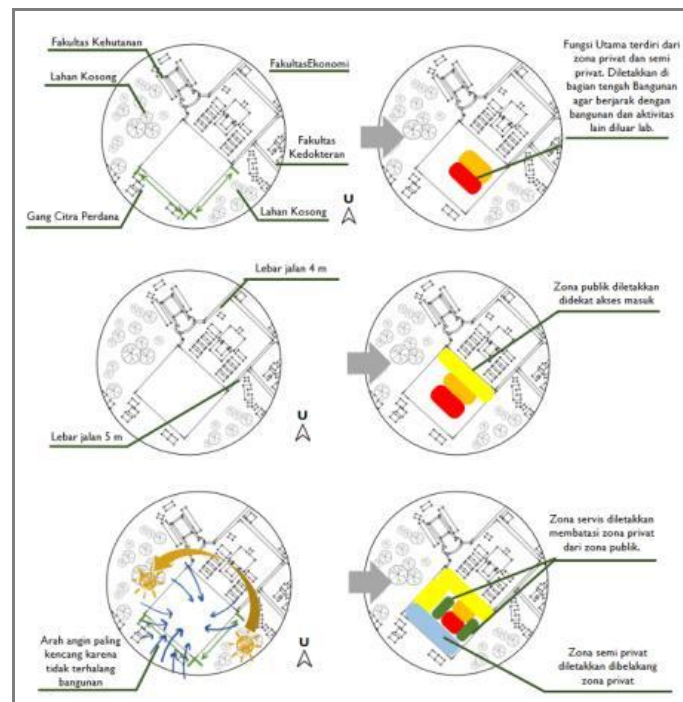 Fakultas Kehutanan
FakultasEkonomi
Lahan Kosong
Fakultas
Kedokteran
Gang Citra Perdana
Lahan Kosong
U
Fungsi Utama terdiri dari
zona privat dan semi
privat. Diletakkan di
bagian tengah Bangunan
agar berjarak dengan
bangunan dan aktivitas
lain diluar lab.
Lebar jalan 4 m
Lebar jalan 5 m
U
Zona publik diletakkan
didekat akses masuk
Arah angin paling
kencang karena
tidak terhalang
bangunan
U
Zona servis diletakkan
membatasi zona privat
dari zona publik.
Zona semi privat
diletakkan dibelakang
zona privat